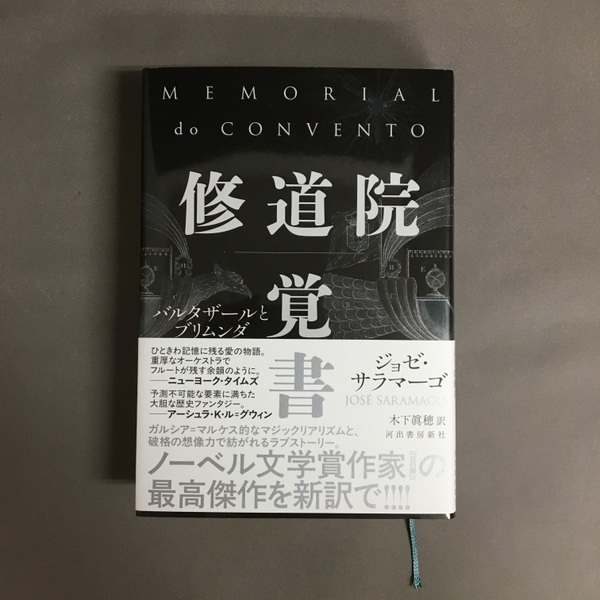 MEMORIAL
do CONVENTO
修道院
覚
書
バルタザールと
ブリムンダ
ひときわ記憶に残る愛の物語。
重厚なオーケストラで
フルートが残す余韻のように。
――ニューヨーク・タイムズ
予測不可能な要素に満ちた
大胆な歴史ファンタジー。
――アーシュラ・K・ル=グウィン
ジョゼ・
サラマーゴ
JOSÉ SARAMAGO
木下眞穂 訳
河出書房新社
ガルシア=マルケス的なマジックリアリズムと、
破格の想像力で紡がれるラブストーリー。
ノーベル文学賞作家の
最高傑作を新訳で!!!!